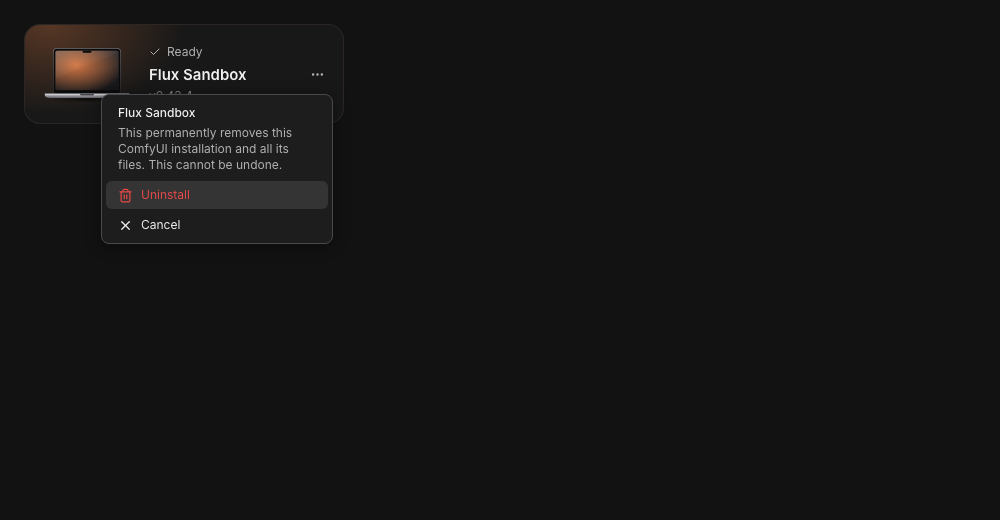 Ready
Flux Sandbox
Flux Sandbox
This permanently removes this
ComfyUI installation and all its
files. This cannot be undone.
Uninstall
Cancel